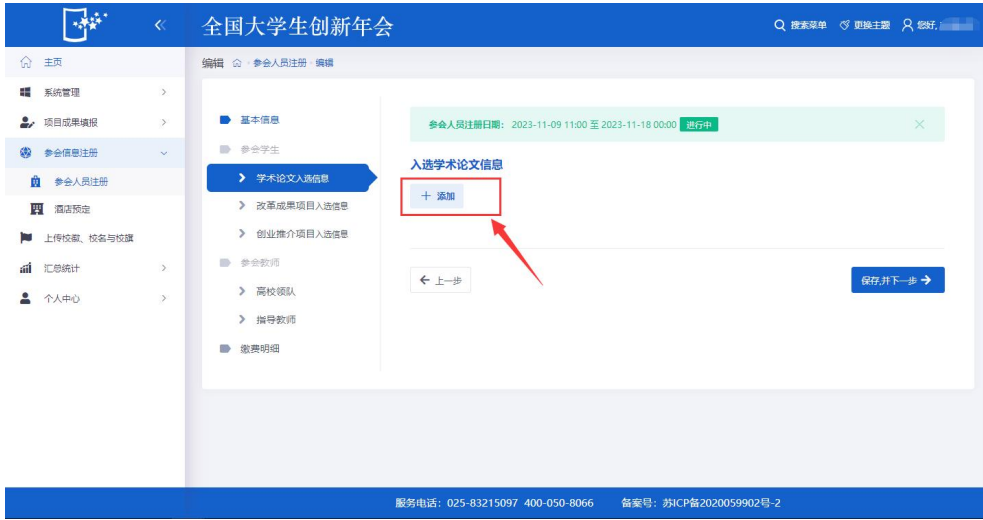 全国大学生创新年会
搜索菜单 更换主题 您好,
主页
系统管理
项目成果填报
参会信息注册
参会人员注册
酒店预定
上传校徽、校名与校旗
汇总统计
个人中心
编辑 参会人员注册 - 编辑
基本信息
参会学生
学术论文入选信息
改革成果项目入选信息
创业推介项目入选信息
参会教师
高校领队
指导教师
缴费明细
参会人员注册日期: 2023-11-09 11:00 至 2023-11-18 00:00 进行中
入选学术论文信息
+ 添加
上一步
保存,并下一步
服务电话: 025-83215097 400-050-8066 备案号: 苏ICP备2020059902号-2